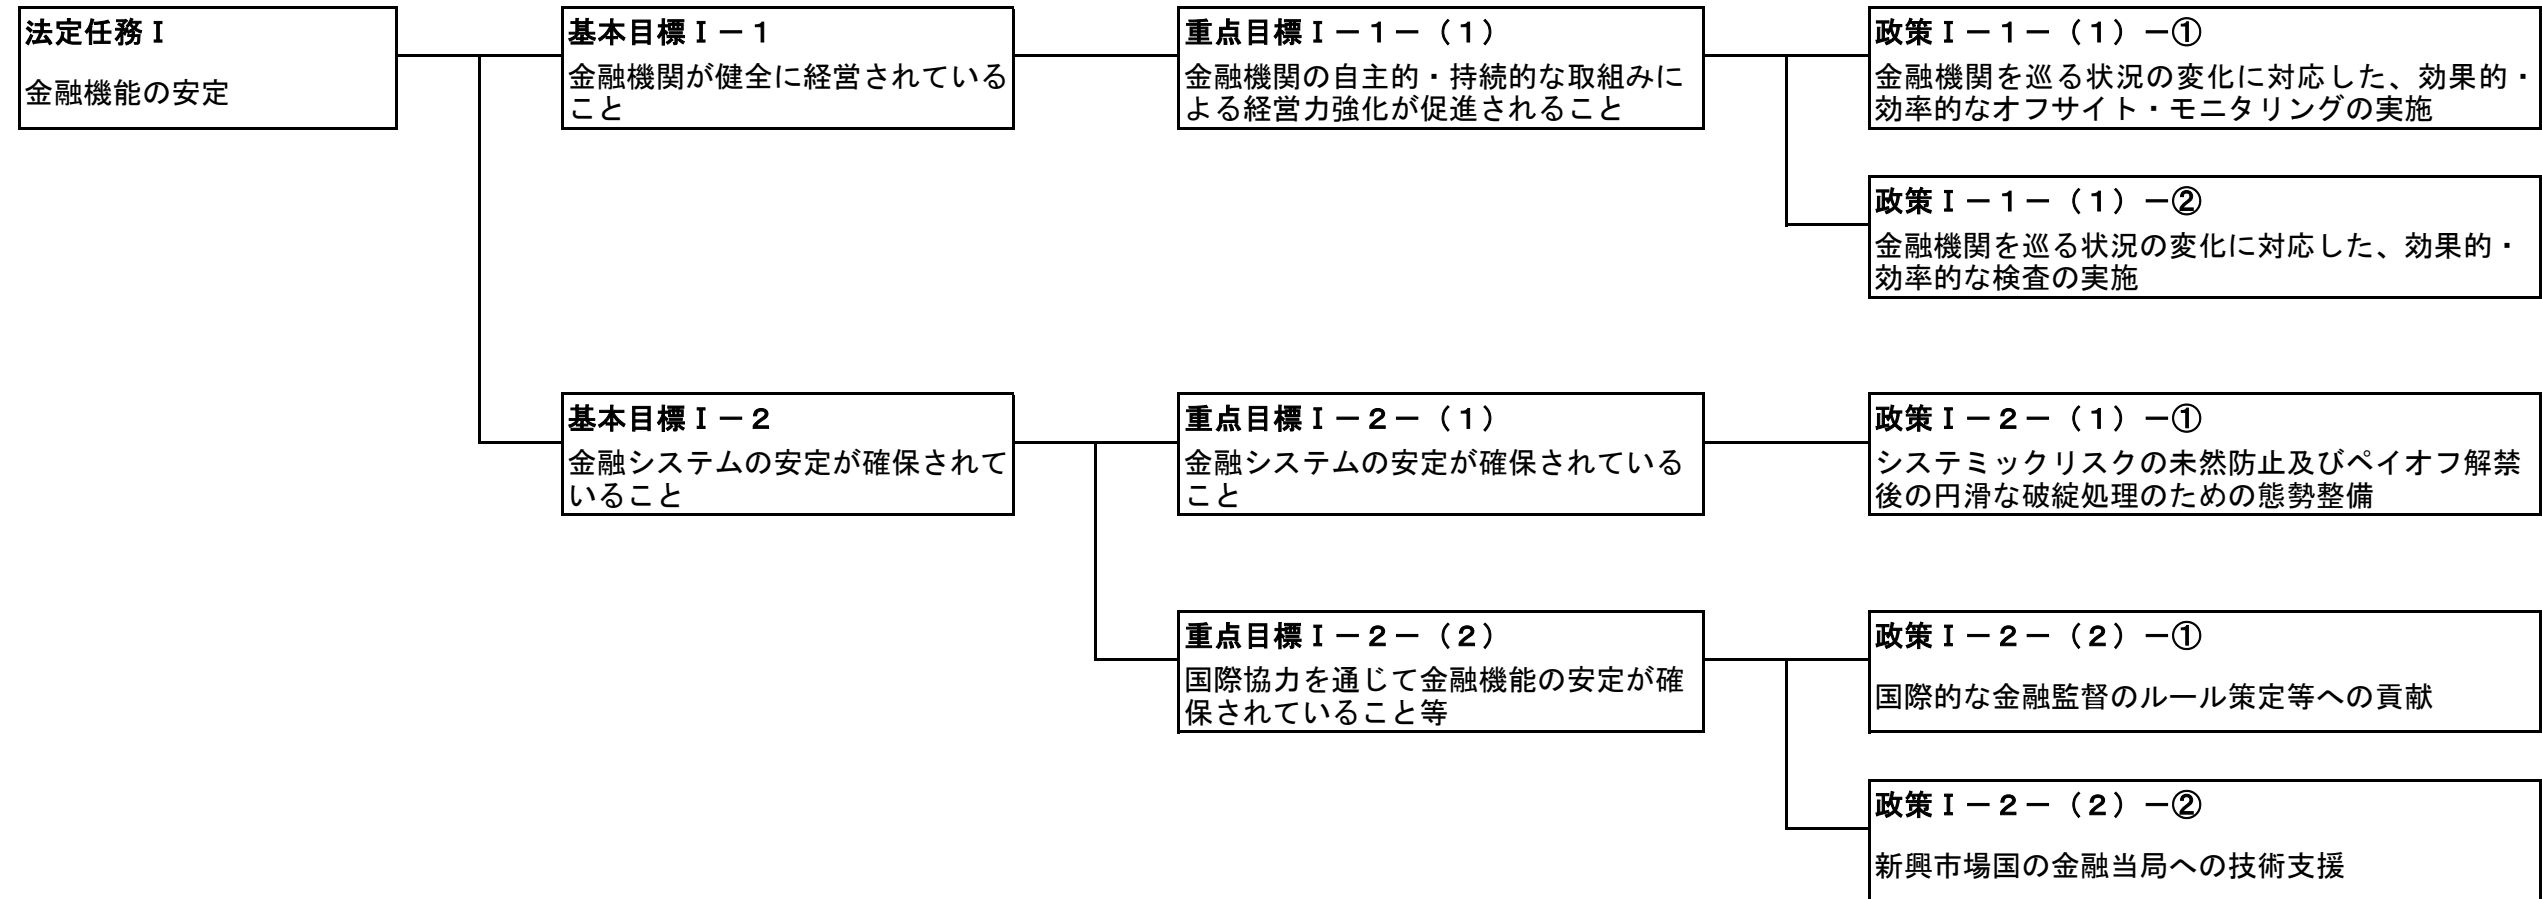 法定任務Ⅰ
金融機能の安定
基本目標Ⅰ－１
金融機関が健全に経営されている
こと
重点目標Ⅰ－１－（１）
金融機関の自主的・持続的な取組みに
よる経営力強化が促進されること
政策Ⅰ－１－（１）－①
金融機関を巡る状況の変化に対応した、効果的・
効率的なオフサイト・モニタリングの実施
政策Ⅰ－１－（１）－②
金融機関を巡る状況の変化に対応した、効果的・
効率的な検査の実施
基本目標Ⅰ－２
金融システムの安定が確保されて
いること
重点目標Ⅰ－２－（１）
金融システムの安定が確保されている
こと
政策Ⅰ－２－（１）－①
システミックリスクの未然防止及びペイオフ解禁
後の円滑な破綻処理のための態勢整備
重点目標Ⅰ－２－（２）
国際協力を通じて金融機能の安定が確
保されていること等
政策Ⅰ－２－（２）－①
国際的な金融監督のルール策定等への貢献
政策Ⅰ－２－（２）－②
新興市場国の金融当局への技術支援